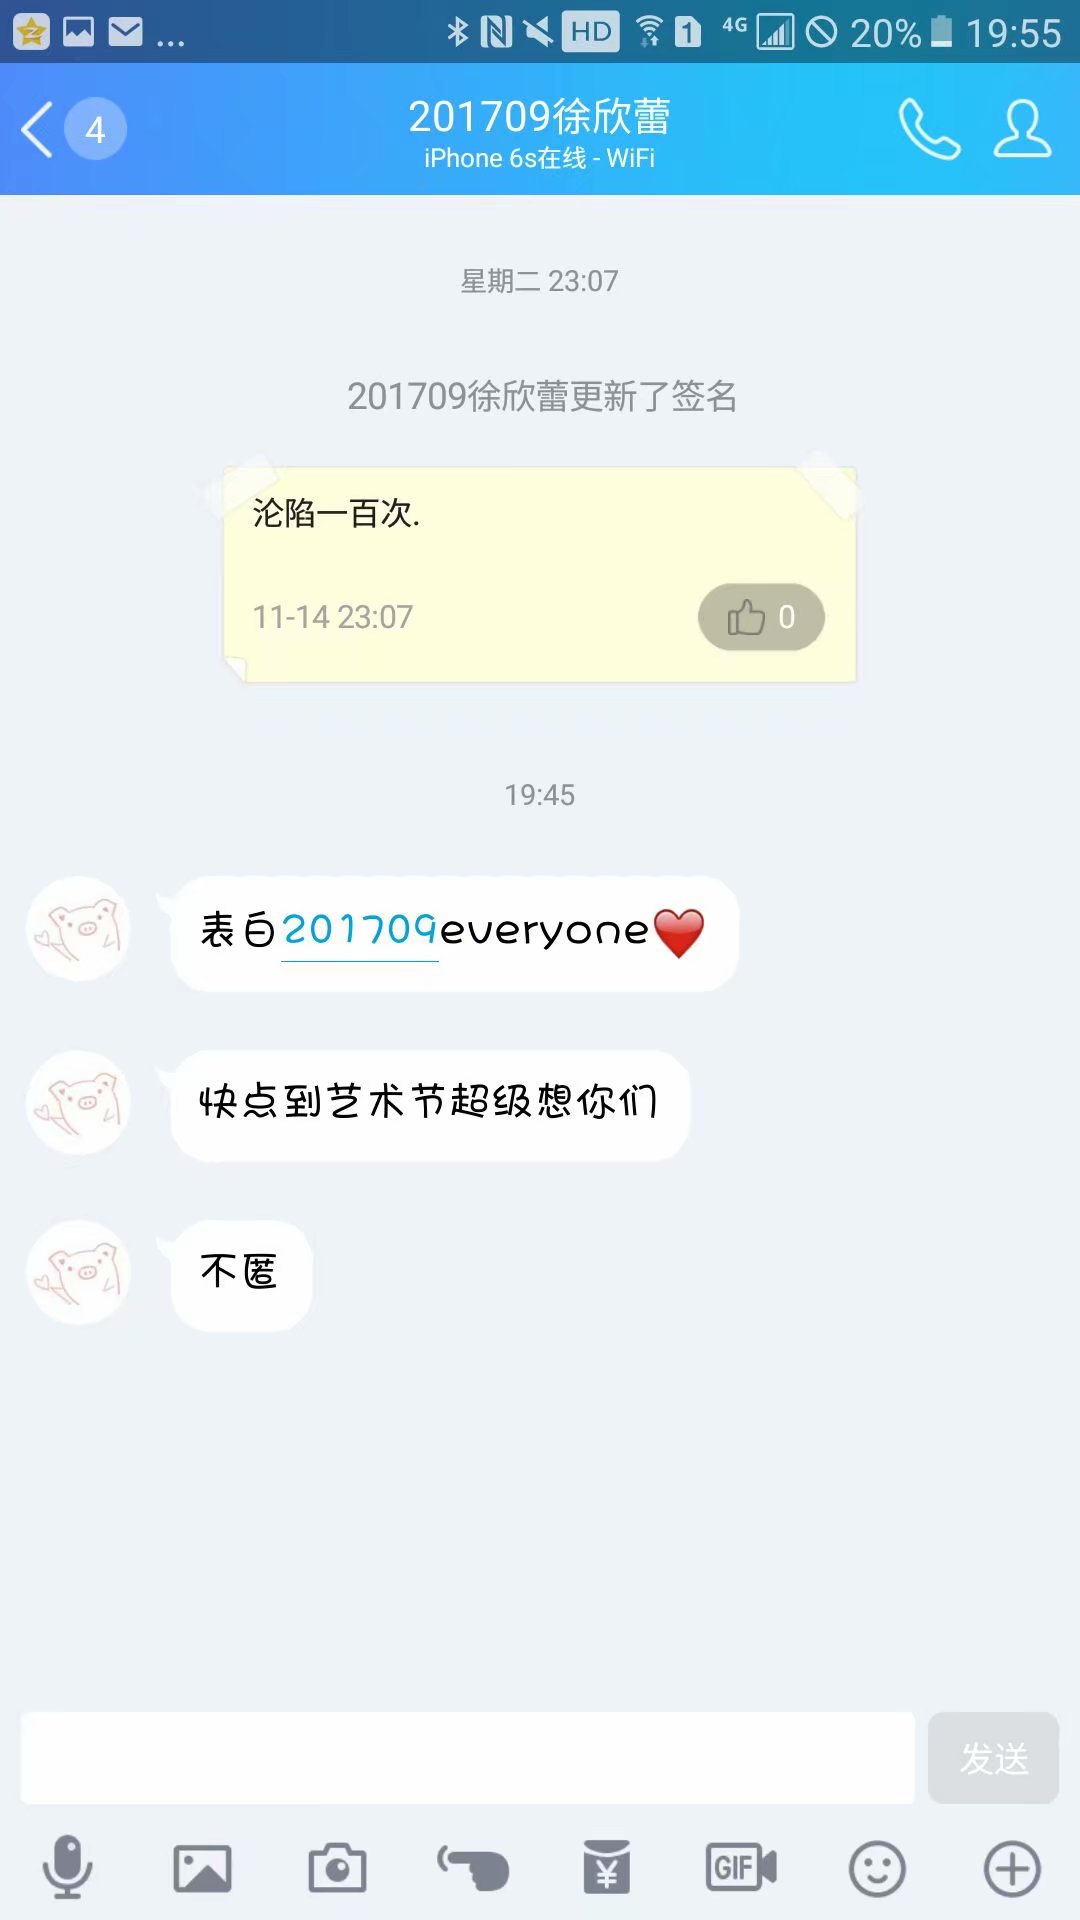 ... HD 1 4G 20% 19:55
4 201709徐欣蕾
iPhone 6s在线 - WiFi
星期二 23:07
201709徐欣蕾更新了签名
沦陷一百次.
11-14 23:07 0
19:45
表白201709everyone❤️
快点到艺术节超级想你们
不匿
发送
¥ GIF